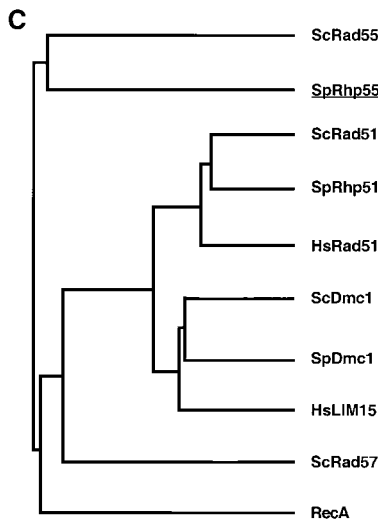 C
ScRad55
SpRhp55
ScRad51
SpRhp51
HsRad51
ScDmc1
SpDmc1
HsLIM15
ScRad57
RecA